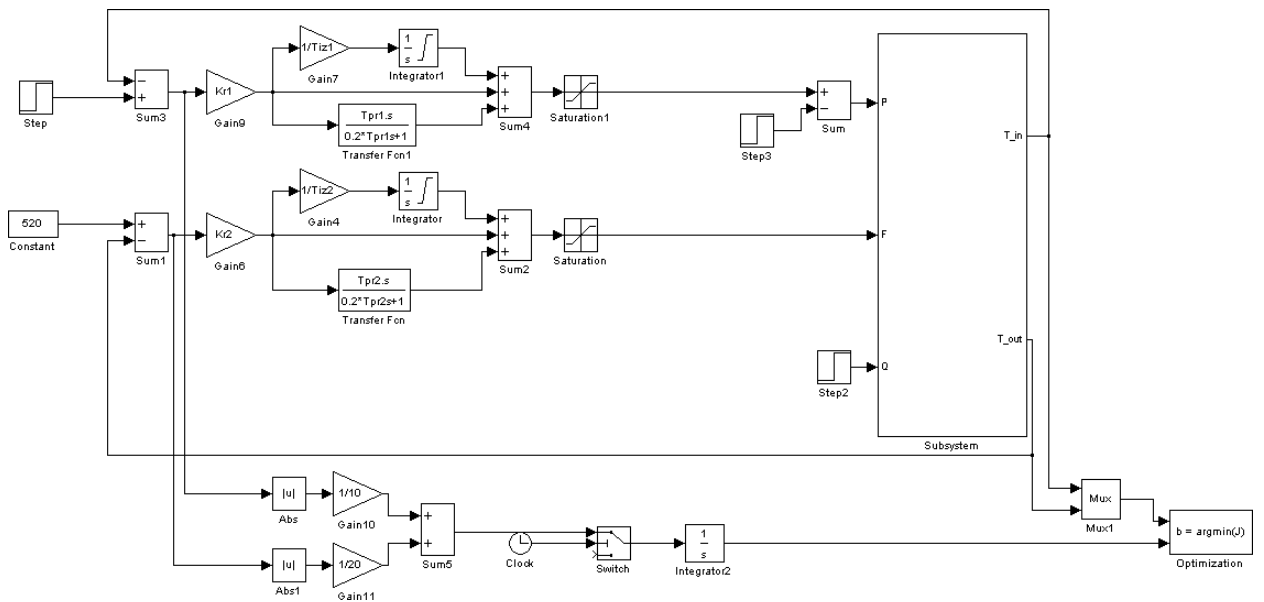 1/Tiz1
1
s
Gain7
Integrator1
−
+
Step
Sum3
Kr1
Gain9
Tpr1.s
0.2*Tpr1s+1
Transfer Fcn1
+
+
+
Sum4
Saturation1
Step3
+
−
Sum
P
T_in
520
Constant
+
−
Sum1
Kr2
Gain6
1/Tiz2
Gain4
1
s
Integrator
Tpr2.s
0.2*Tpr2s+1
Transfer Fcn
+
+
+
Sum2
Saturation
F
T_out
Step2
Q
Subsystem
|u|
Abs
1/10
Gain10
|u|
Abs1
1/20
Gain11
+
+
Sum5
Clock
Switch
1
s
Integrator2
Mux
Mux1
b = argmin(J)
Optimization